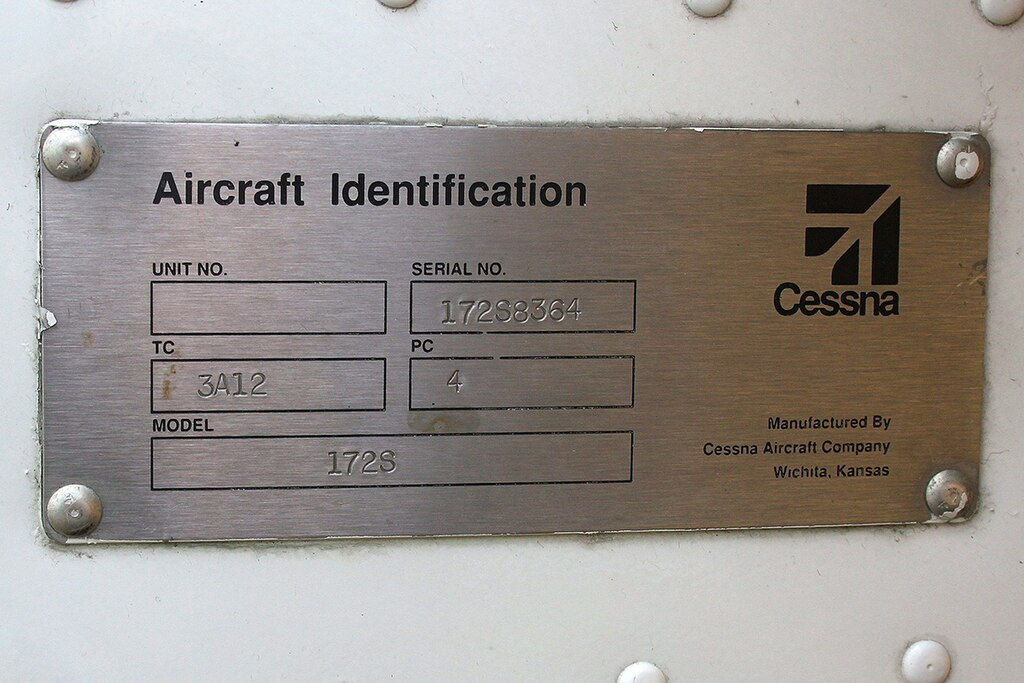 Aircraft Identification
UNIT NO.
SERIAL NO.
172S8364
TC
3A12
PC
4
MODEL
172S
Cessna
Manufactured By
Cessna Aircraft Company
Wichita, Kansas